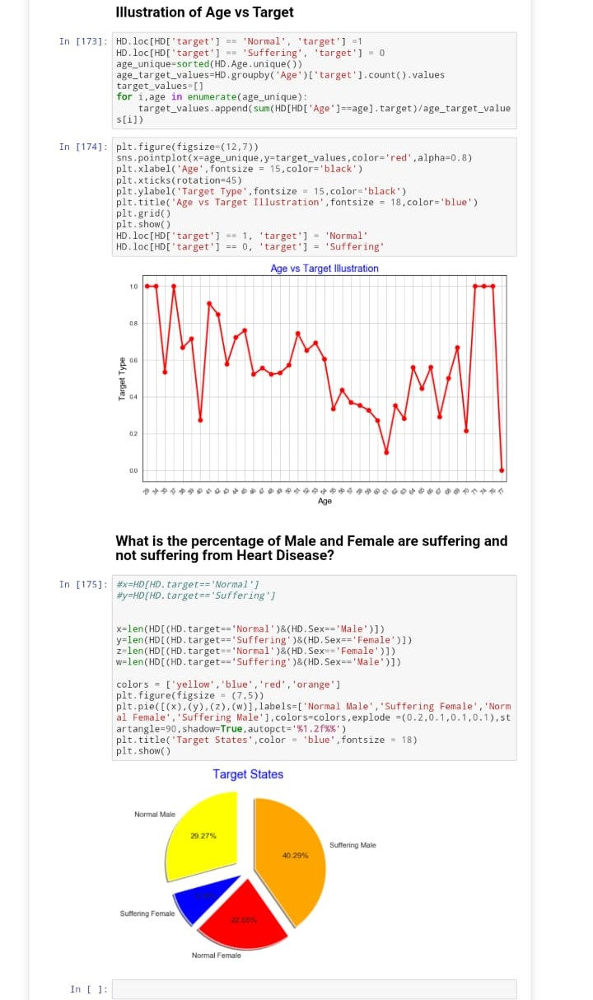 Illustration of Age vs Target
In [173]: HD.loc[HD['target'] == 'Normal', 'target'] =1
HD.loc[HD['target'] == 'Suffering', 'target'] = 0
age_unique=sorted(HD.Age.unique())
age_target_values=HD.groupby('Age')['target'].count().values
target_values=[]
for i,age in enumerate(age_unique):
    target_values.append(sum(HD[HD['Age']==age].target)/age_target_value
s[i])
In [174]: plt.figure(figsize=(12,7))
sns.pointplot(x=age_unique,y=target_values,color='red',alpha=0.8)
plt.xlabel('Age',fontsize = 15,color='black')
plt.xticks(rotation=45)
plt.ylabel('Target Type',fontsize = 15,color='black')
plt.title('Age vs Target Illustration',fontsize = 18,color='blue')
plt.grid()
plt.show()
HD.loc[HD['target'] == 1, 'target'] = 'Normal'
HD.loc[HD['target'] == 0, 'target'] = 'Suffering'
Age vs Target Illustration
1.0
0.8
0.6
0.4
0.2
0.0
Target Type
29 34 35 37 38 39 40 41 42 43 44 45 46 47 48 49 50 51 52 53 54 55 56 57 58 59 60 61 62 63 64 65 66 67 68 69 70 71 74 76 77
Age
What is the percentage of Male and Female are suffering and
not suffering from Heart Disease?
In [175]: #x=HD[HD.target=='Normal']
#y=HD[HD.target=='Suffering']
x=len(HD[(HD.target=='Normal')&(HD.Sex=='Male')])
y=len(HD[(HD.target=='Suffering')&(HD.Sex=='Female')])
z=len(HD[(HD.target=='Normal')&(HD.Sex=='Female')])
w=len(HD[(HD.target=='Suffering')&(HD.Sex=='Male')])
colors = ['yellow','blue','red','orange']
plt.figure(figsize = (7,5))
plt.pie([(x),(y),(z),(w)],labels=['Normal Male','Suffering Female','Norm
al Female','Suffering Male'],colors=colors,explode =(0.2,0.1,0.1,0.1),st
artangle=90,shadow=True,autopct='%1.2f%%')
plt.title('Target States',color = 'blue',fontsize = 18)
plt.show()
Target States
Normal Male
29.27%
Suffering Male
40.29%
Suffering Female
Normal Female
In [ ]: